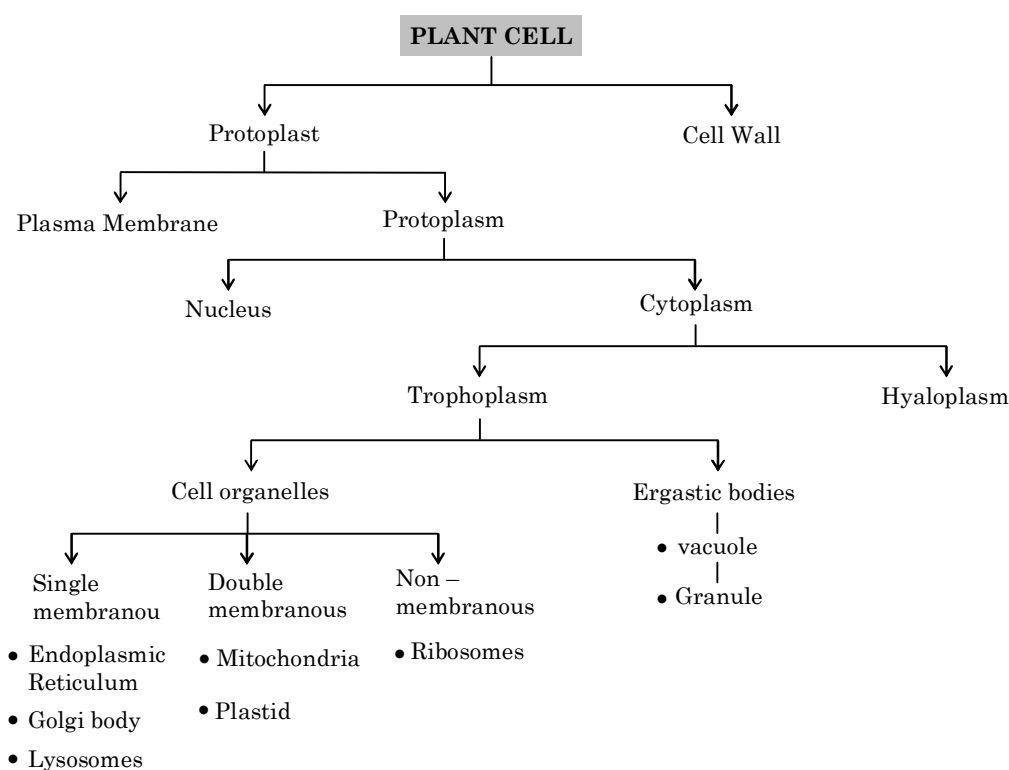 PLANT CELL
Protoplast
Cell Wall
Plasma Membrane
Protoplasm
Nucleus
Cytoplasm
Trophoplasm
Hyaloplasm
Cell organelles
Ergastic bodies
• vacuole
• Granule
Single
membranou
• Endoplasmic
Reticulum
• Golgi body
• Lysosomes
Double
membranous
• Mitochondria
• Plastid
Non –
membranous
• Ribosomes